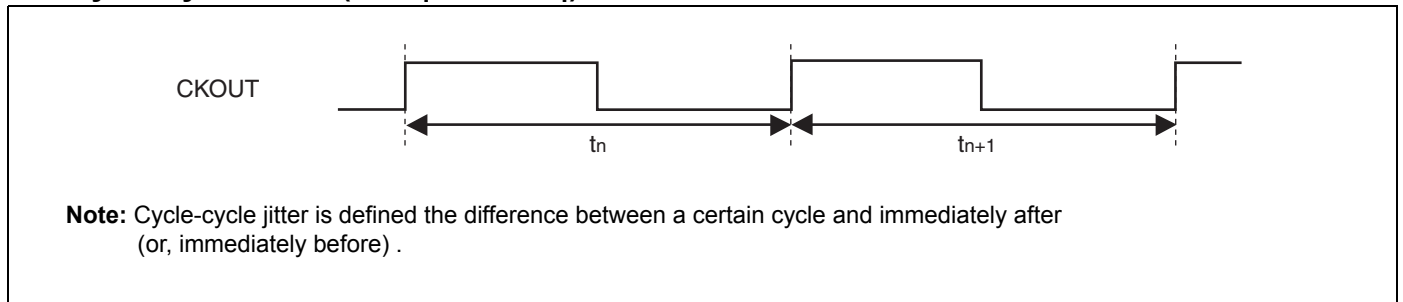 CKOUT
tn
tn+1
Note: Cycle-cycle jitter is defined the difference between a certain cycle and immediately after
(or, immediately before) .